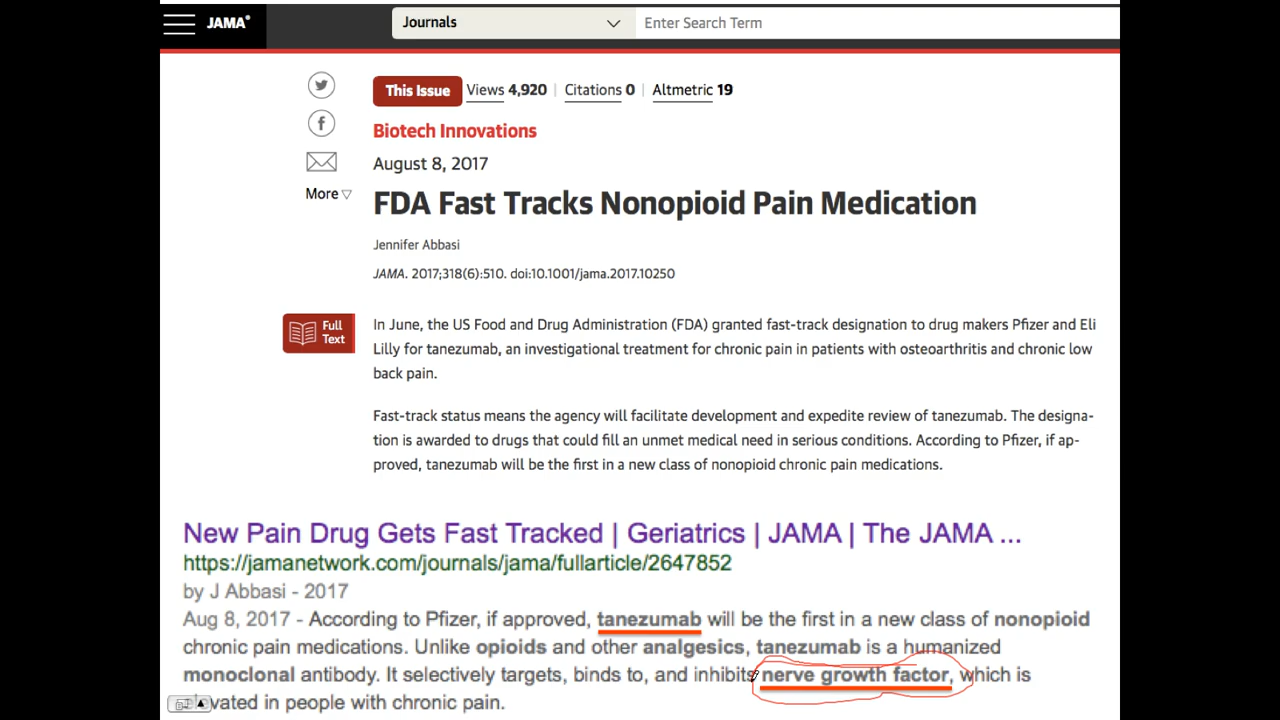 JAMA®
Journals
Enter Search Term
This Issue Views 4,920 | Citations 0 | Altmetric 19
Biotech Innovations
August 8, 2017
More
FDA Fast Tracks Nonopioid Pain Medication
Jennifer Abbasi
JAMA. 2017;318(6):510. doi:10.1001/jama.2017.10250
Full
Text
In June, the US Food and Drug Administration (FDA) granted fast-track designation to drug makers Pfizer and Eli
Lilly for tanezumab, an investigational treatment for chronic pain in patients with osteoarthritis and chronic low
back pain.
Fast-track status means the agency will facilitate development and expedite review of tanezumab. The designa-
tion is awarded to drugs that could fill an unmet medical need in serious conditions. According to Pfizer, if ap-
proved, tanezumab will be the first in a new class of nonopioid chronic pain medications.
New Pain Drug Gets Fast Tracked | Geriatrics | JAMA | The JAMA ...
https://jamanetwork.com/journals/jama/fullarticle/2647852
by J Abbasi - 2017
Aug 8, 2017 - According to Pfizer, if approved, tanezumab will be the first in a new class of nonopioid
chronic pain medications. Unlike opioids and other analgesics, tanezumab is a humanized
monoclonal antibody. It selectively targets, binds to, and inhibits nerve growth factor, which is
vated in people with chronic pain.